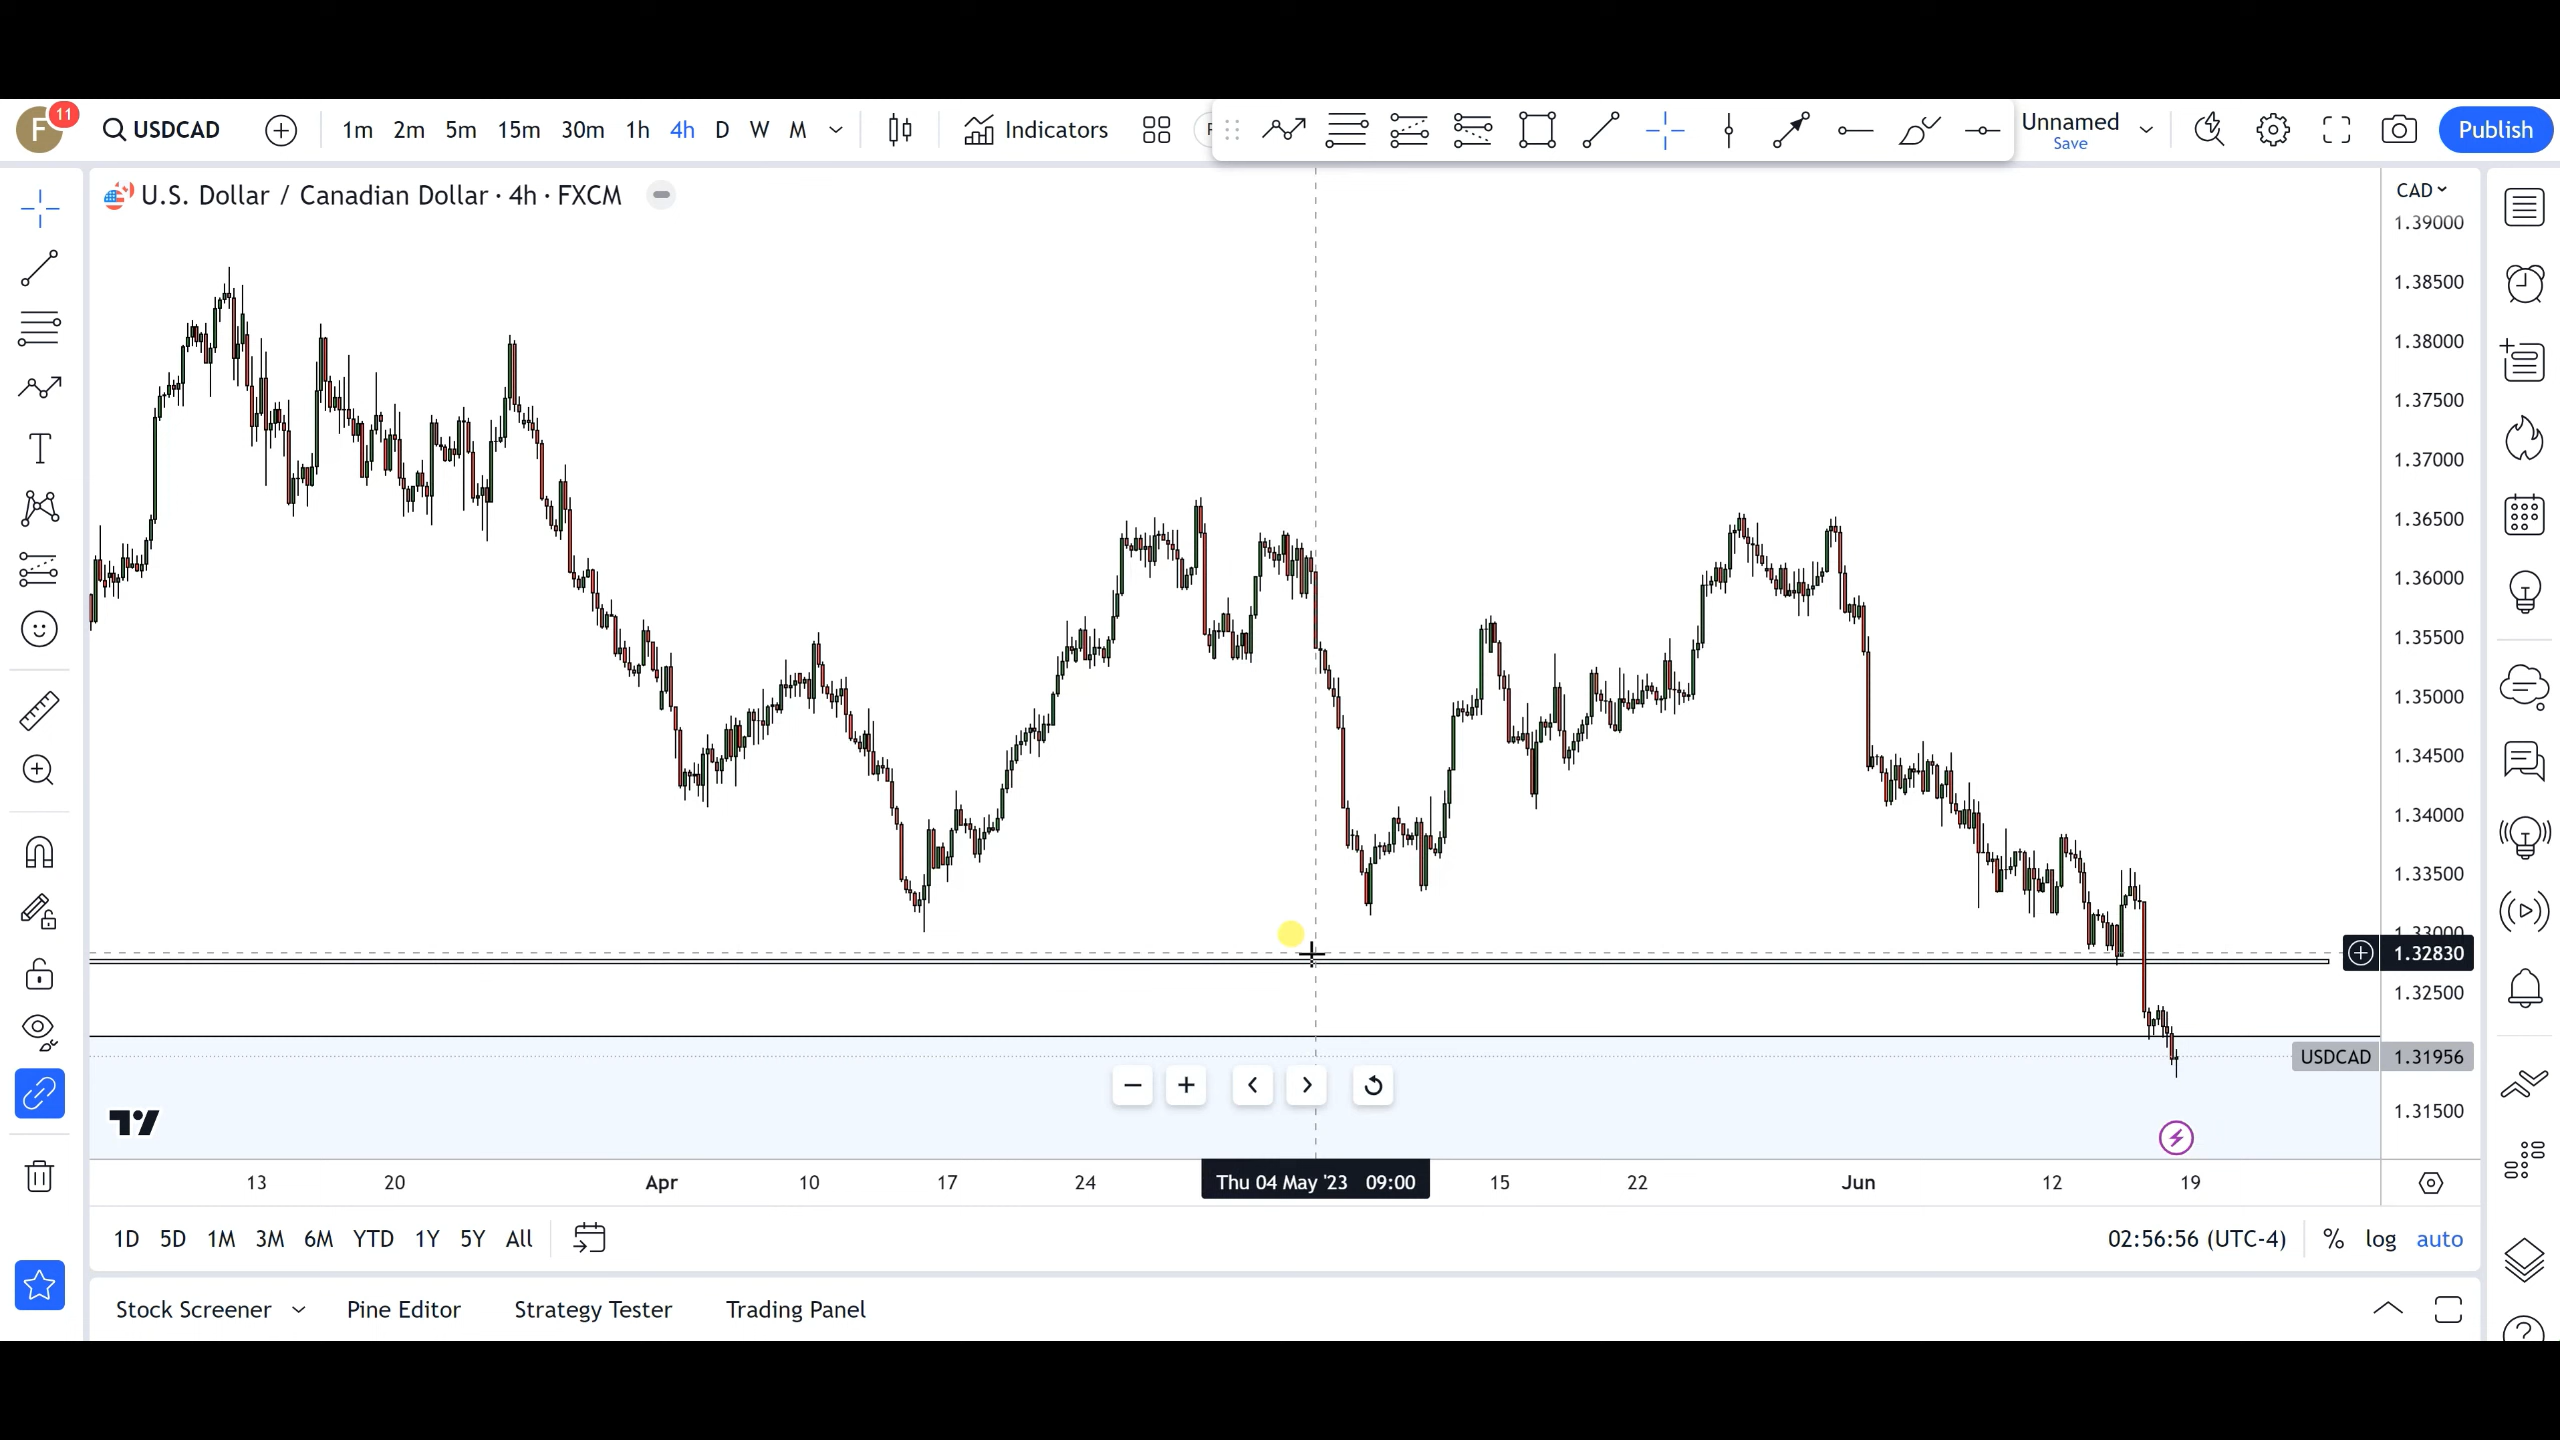 F 11 USDCAD 1m 2m 5m 15m 30m 1h 4h D W M Indicators Unnamed Publish
Save
U.S. Dollar / Canadian Dollar · 4h · FXCM
CAD
1.39000
1.38500
1.38000
1.37500
1.37000
1.36500
1.36000
1.35500
1.35000
1.34500
1.34000
1.33500
1.33000
1.32830
1.32500
USDCAD 1.31956
1.31500
13 20 Apr 10 17 24 Thu 04 May '23 09:00 15 22 Jun 12 19
1D 5D 1M 3M 6M YTD 1Y 5Y All 02:56:56 (UTC-4) % log auto
Stock Screener Pine Editor Strategy Tester Trading Panel